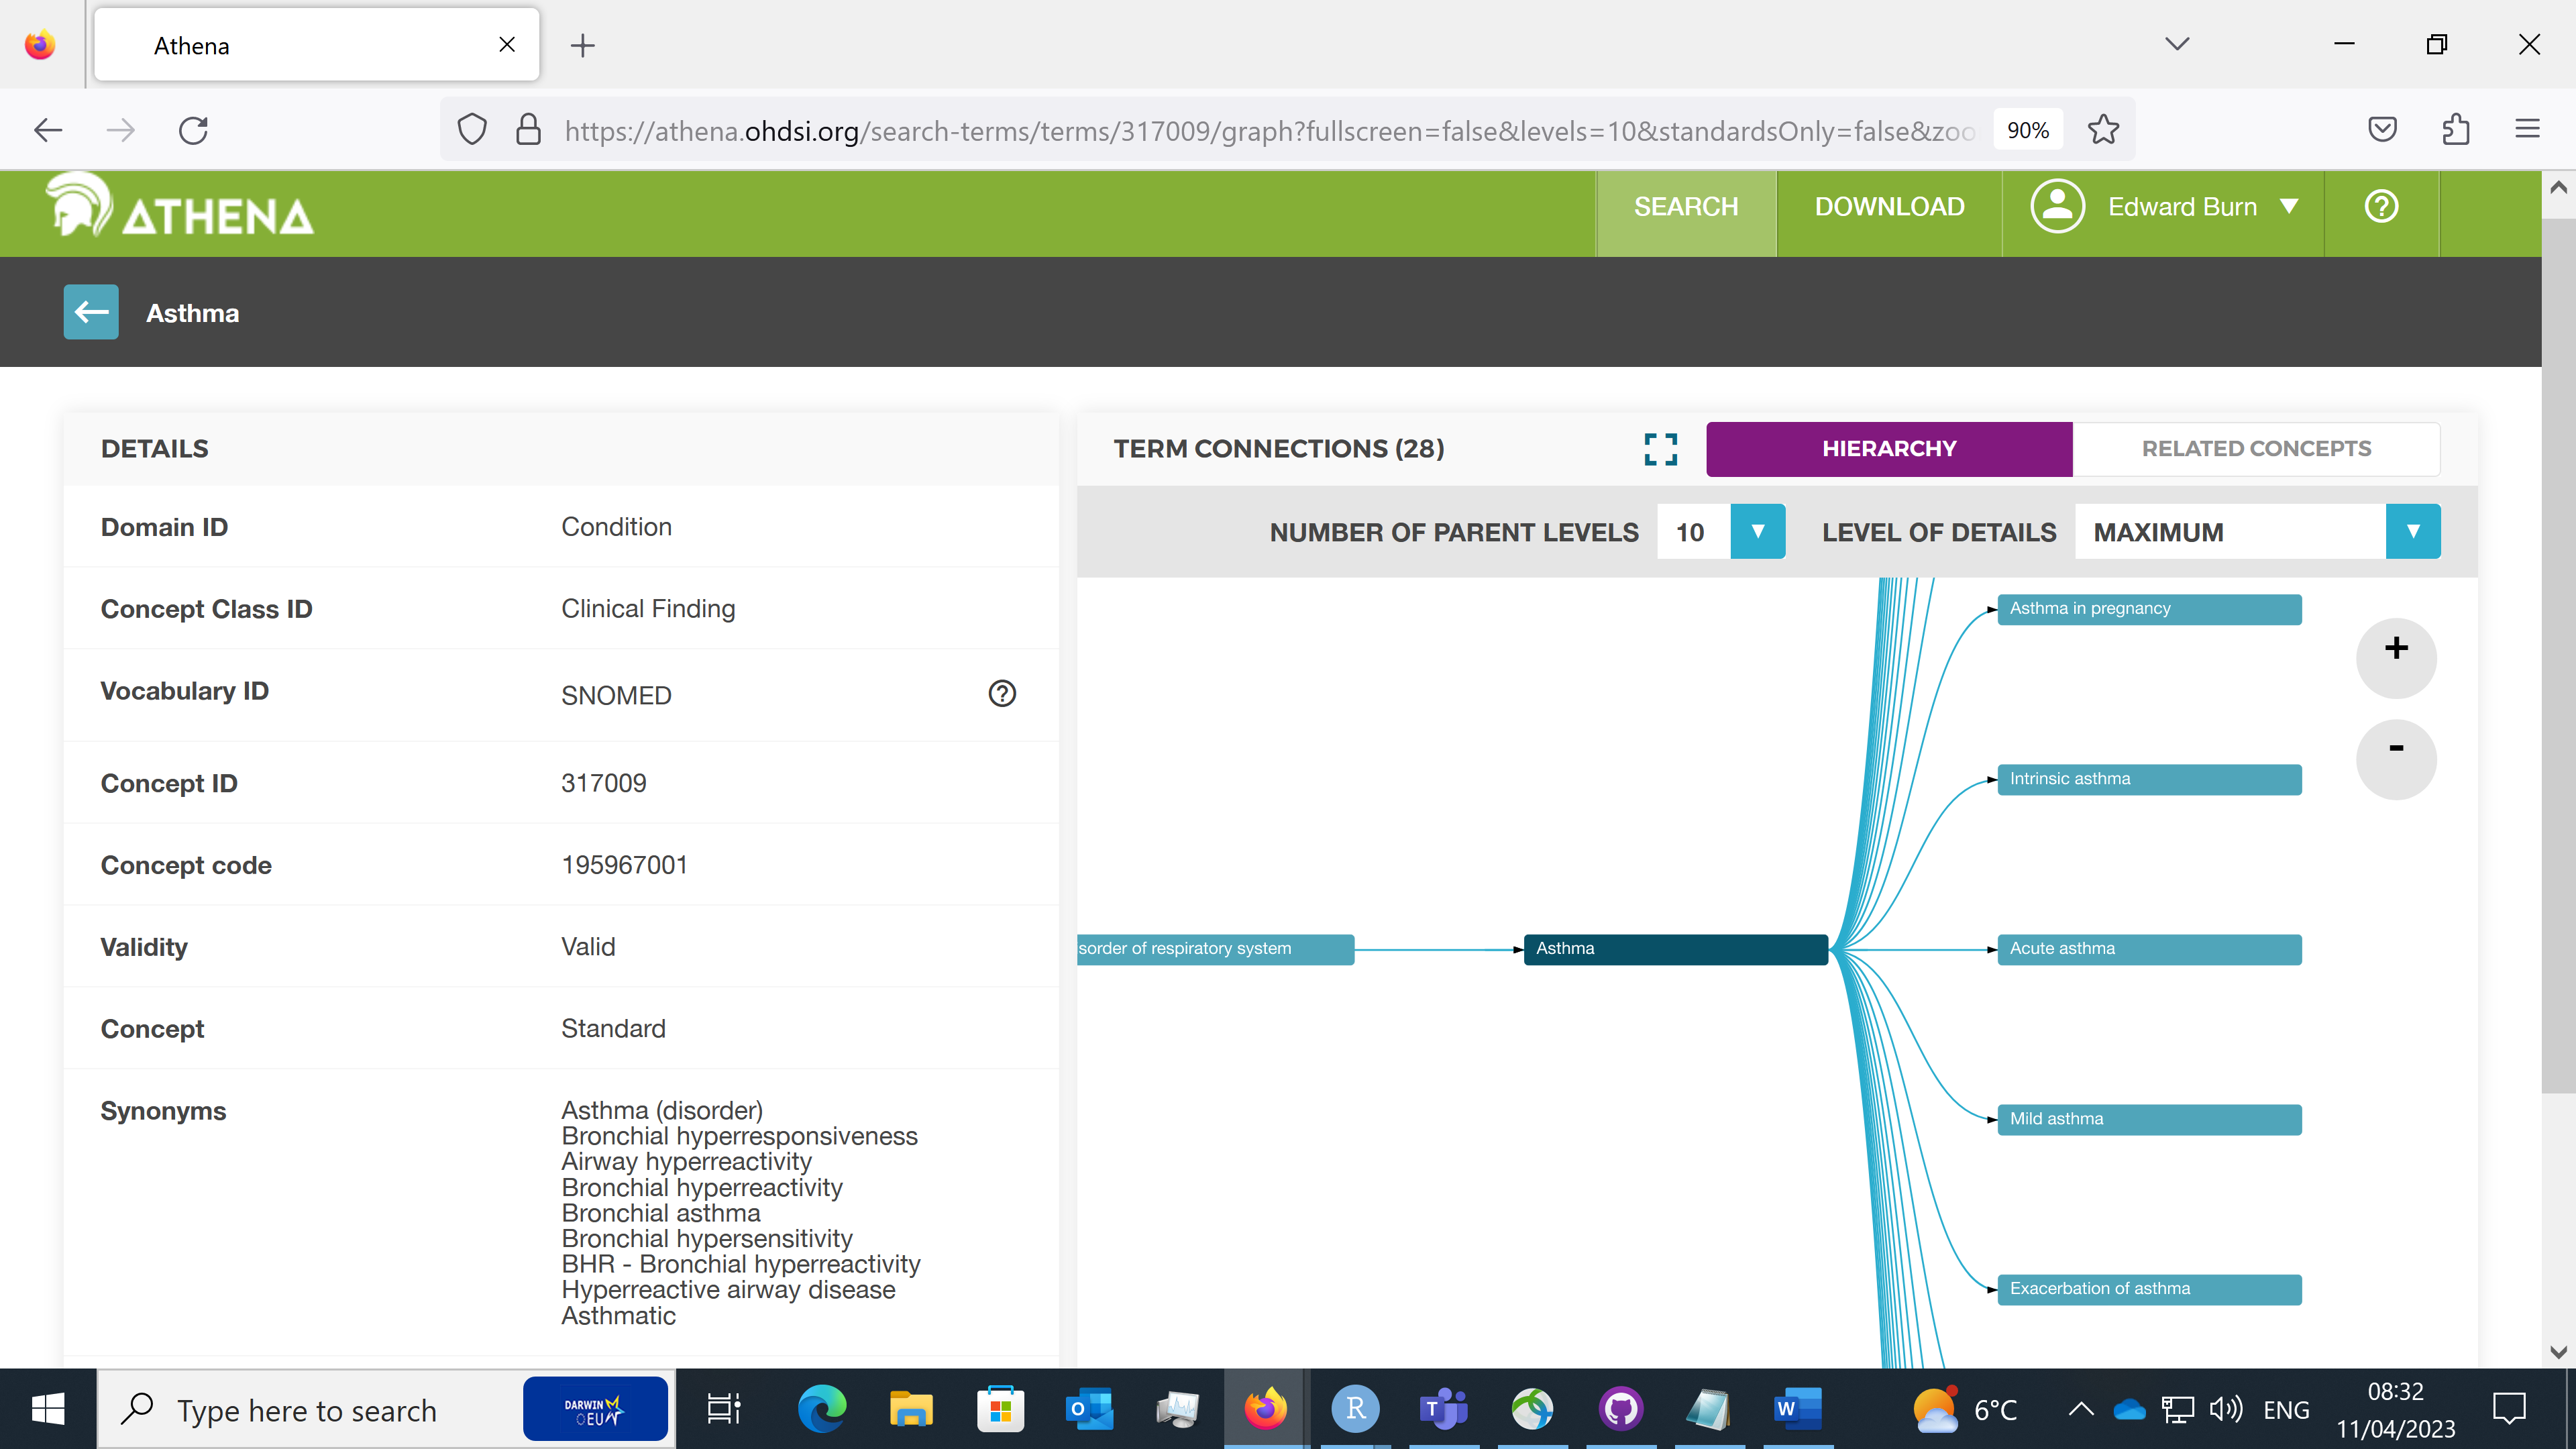 Athena
https://athena.ohdsi.org/search-terms/terms/317009/graph?fullscreen=false&levels=10&standardsOnly=false&zoo
90%
ATHENA
SEARCH
DOWNLOAD
Edward Burn
Asthma
DETAILS
Domain ID Condition
Concept Class ID Clinical Finding
Vocabulary ID SNOMED
Concept ID 317009
Concept code 195967001
Validity Valid
Concept Standard
Synonyms Asthma (disorder)
Bronchial hyperresponsiveness
Airway hyperreactivity
Bronchial hyperreactivity
Bronchial asthma
Bronchial hypersensitivity
BHR - Bronchial hyperreactivity
Hyperreactive airway disease
Asthmatic
TERM CONNECTIONS (28)
HIERARCHY
RELATED CONCEPTS
NUMBER OF PARENT LEVELS 10
LEVEL OF DETAILS MAXIMUM
Asthma in pregnancy
+
Intrinsic asthma
-
sorder of respiratory system
Asthma
Acute asthma
Mild asthma
Exacerbation of asthma
Type here to search
DARWIN
EU
6°C
ENG
08:32
11/04/2023